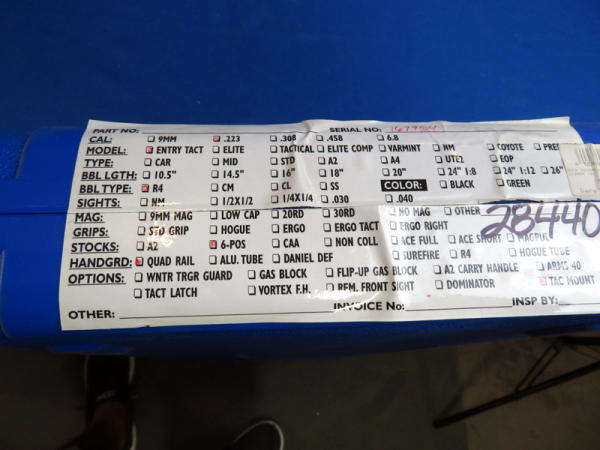 PART NO: SERIAL NO:
CAL: 9MM .223 .308 .458 6.8
MODEL: ENTRY TACT ELITE TACTICAL ELITE COMP VARMINT NM COYOTE
TYPE: CAR MID STD A2 A4 UTE2 EOP
BBL LGTH: 10.5" 14.5" 16" 18" 20" 24" 1:8 24" 1:12 26"
BBL TYPE: R4 CM CL SS COLOR: BLACK GREEN
SIGHTS: NM 1/2X1/2 1/4X1/4 .030 .040
MAG: 9MM MAG LOW CAP 20RD 30RD NO MAG OTHER 28440
GRIPS: STD GRIP HOGUE ERGO ERGO TACT ERGO RIGHT
STOCKS: A2 6-POS CAA NON COLL ACE FULL ACE SHORT MAGPUL
HANDGRD: QUAD RAIL ALU. TUBE DANIEL DEF SUREFIRE R4 HOGUE TUBE
OPTIONS: WNTR TRGR GUARD GAS BLOCK FLIP-UP GAS BLOCK A2 CARRY HANDLE ARMS 40
TACT LATCH VORTEX F.H. REM. FRONT SIGHT DOMINATOR TAC MOUNT
OTHER: INVOICE No: INSP BY: